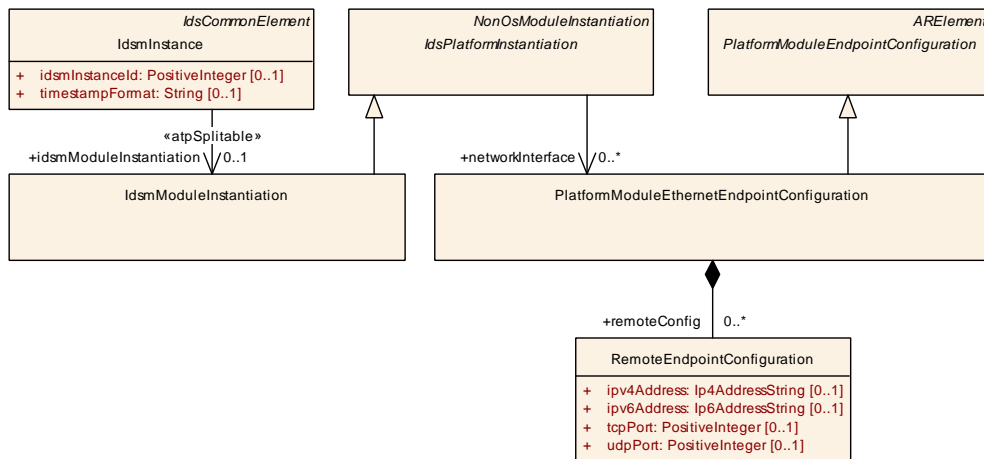 IdsCommonElement
IdsmInstance
+ idsmInstanceId: PositiveInteger [0..1]
+ timestampFormat: String [0..1]
NonOsModuleInstantiation
IdsPlatformInstantiation
ARElement
PlatformModuleEndpointConfiguration
«atpSplitable»
+idsmModuleInstantiation 0..1
+networkInterface 0..*
IdsmModuleInstantiation
PlatformModuleEthernetEndpointConfiguration
+remoteConfig 0..*
RemoteEndpointConfiguration
+ ipv4Address: Ip4AddressString [0..1]
+ ipv6Address: Ip6AddressString [0..1]
+ tcpPort: PositiveInteger [0..1]
+ udpPort: PositiveInteger [0..1]